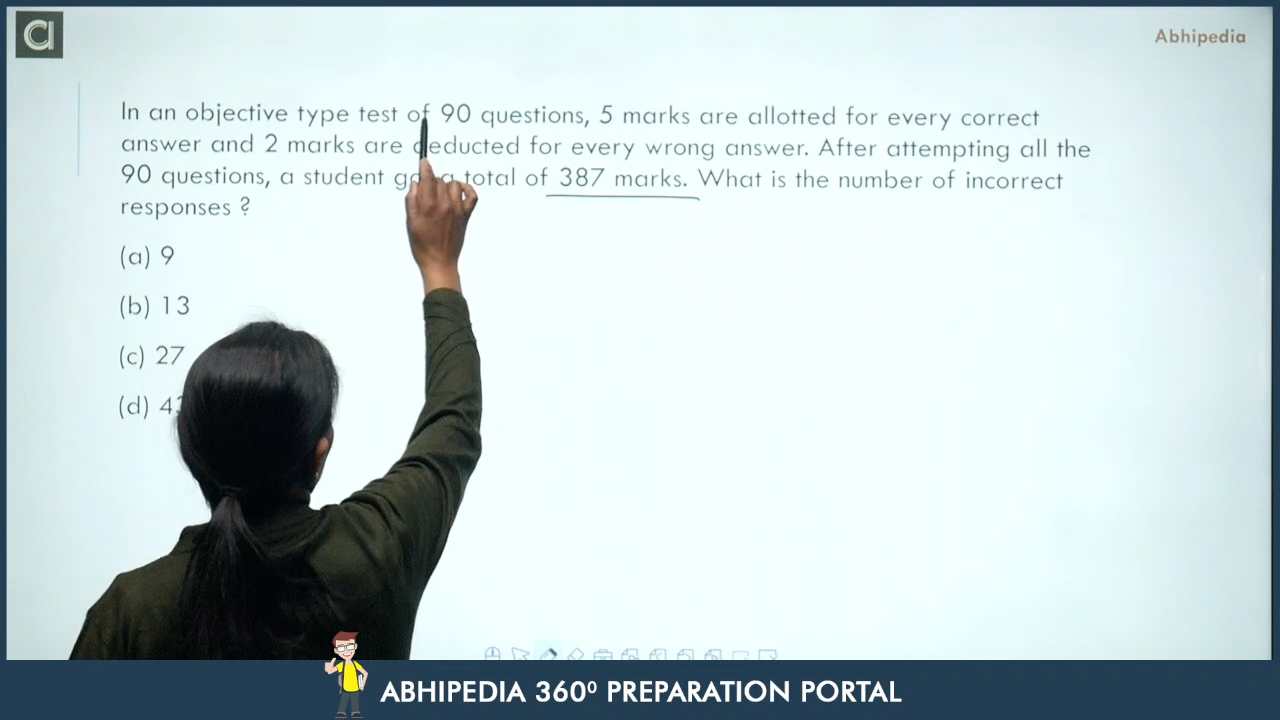 Abhipedia
In an objective type test of 90 questions, 5 marks are allotted for every correct
answer and 2 marks are deducted for every wrong answer. After attempting all the
90 questions, a student total of 387 marks. What is the number of incorrect
responses ?
(a) 9
(b) 13
(c) 27
(d)
ABHIPEDIA 360⁰ PREPARATION PORTAL